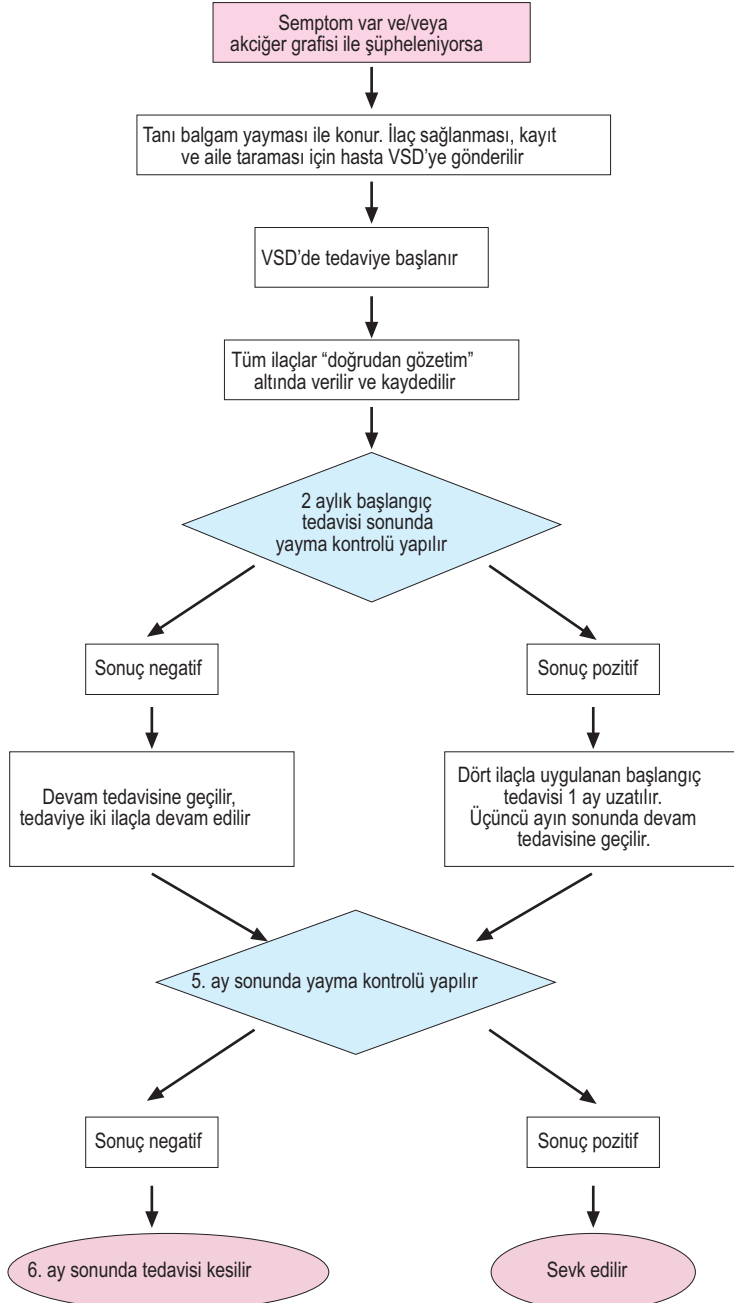 Semptom var ve/veya
akciğer grafisi ile şüpheleniyorsa
Tanı balgam yayması ile konur. İlaç sağlanması, kayıt
ve aile taraması için hasta VSD’ye gönderilir
VSD’de tedaviye başlanır
Tüm ilaçlar “doğrudan gözetim”
altında verilir ve kaydedilir
2 aylık başlangıç
tedavisi sonunda
yayma kontrolü yapılır
Sonuç negatif
Sonuç pozitif
Devam tedavisine geçilir,
tedaviye iki ilaçla devam edilir
Dört ilaçla uygulanan başlangıç
tedavisi 1 ay uzatılır.
Üçüncü ayın sonunda devam
tedavisine geçilir.
5. ay sonunda yayma kontrolü yapılır
Sonuç negatif
Sonuç pozitif
6. ay sonunda tedavisi kesilir
Sevk edilir